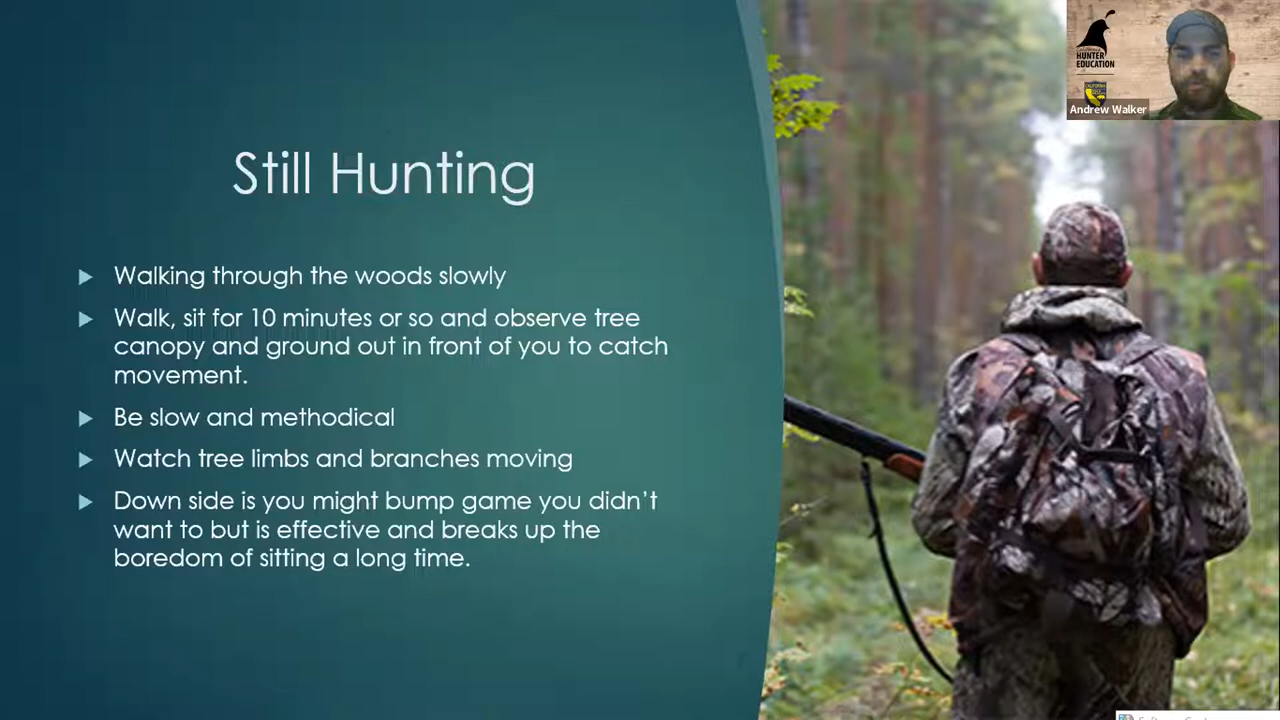 Still Hunting
Walking through the woods slowly
Walk, sit for 10 minutes or so and observe tree
canopy and ground out in front of you to catch
movement.
Be slow and methodical
Watch tree limbs and branches moving
Down side is you might bump game you didn't
want to but is effective and breaks up the
boredom of sitting a long time.
HUNTER
EDUCATION
Andrew Walker